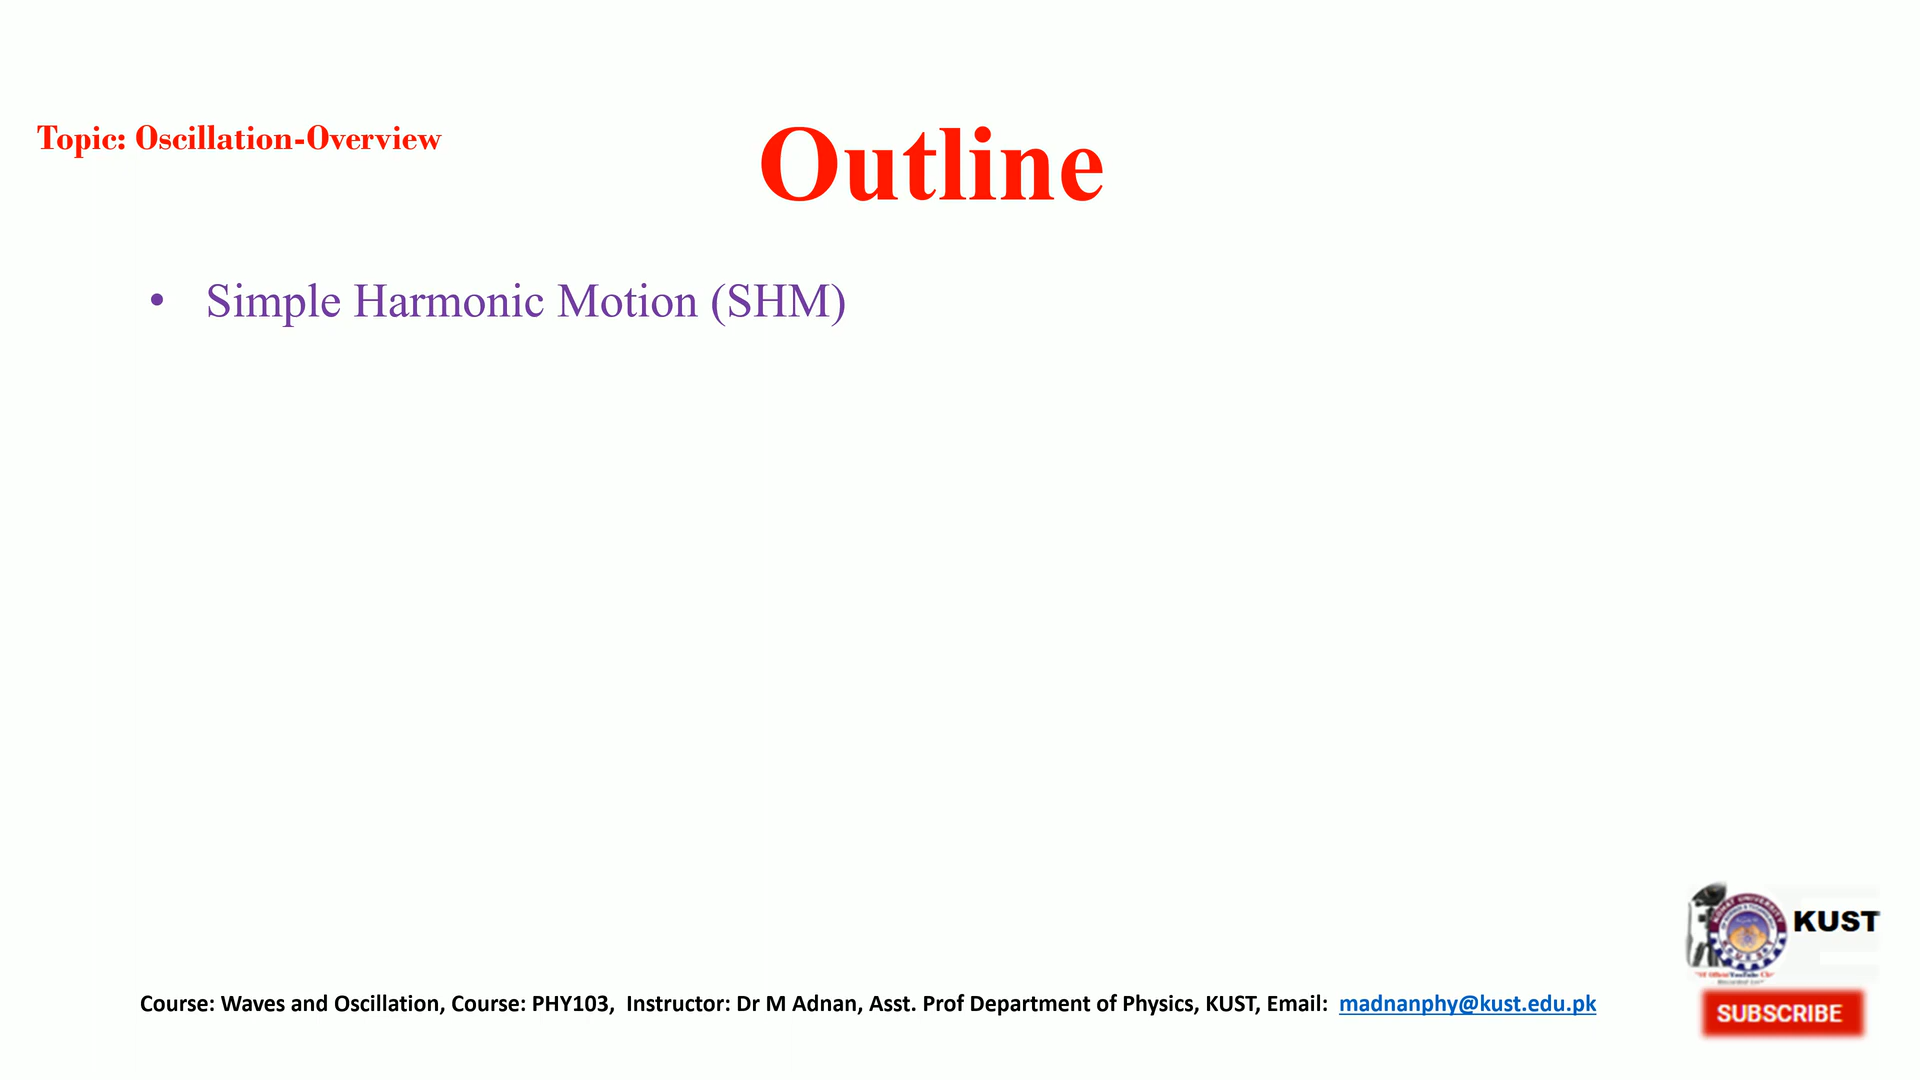 Topic: Oscillation-Overview
Outline
• Simple Harmonic Motion (SHM)
KUST
Course: Waves and Oscillation, Course: PHY103, Instructor: Dr M Adnan, Asst. Prof Department of Physics, KUST, Email: madnanphy@kust.edu.pk
SUBSCRIBE